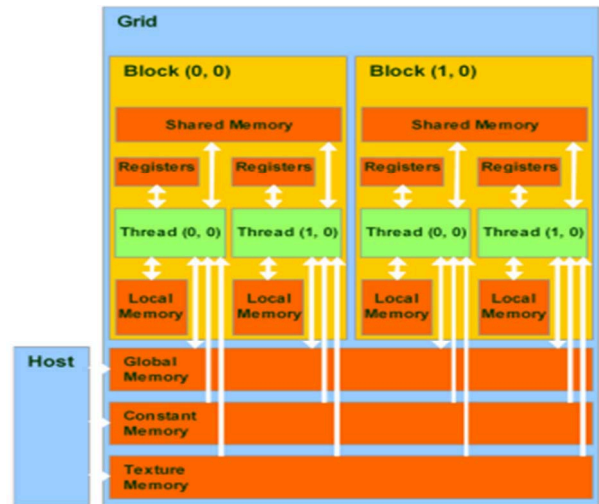 Grid
Block (0, 0)
Block (1, 0)
Shared Memory
Shared Memory
Registers
Registers
Registers
Registers
Thread (0, 0)
Thread (1, 0)
Thread (0, 0)
Thread (1, 0)
Local
Memory
Local
Memory
Local
Memory
Local
Memory
Host
Global
Memory
Constant
Memory
Texture
Memory